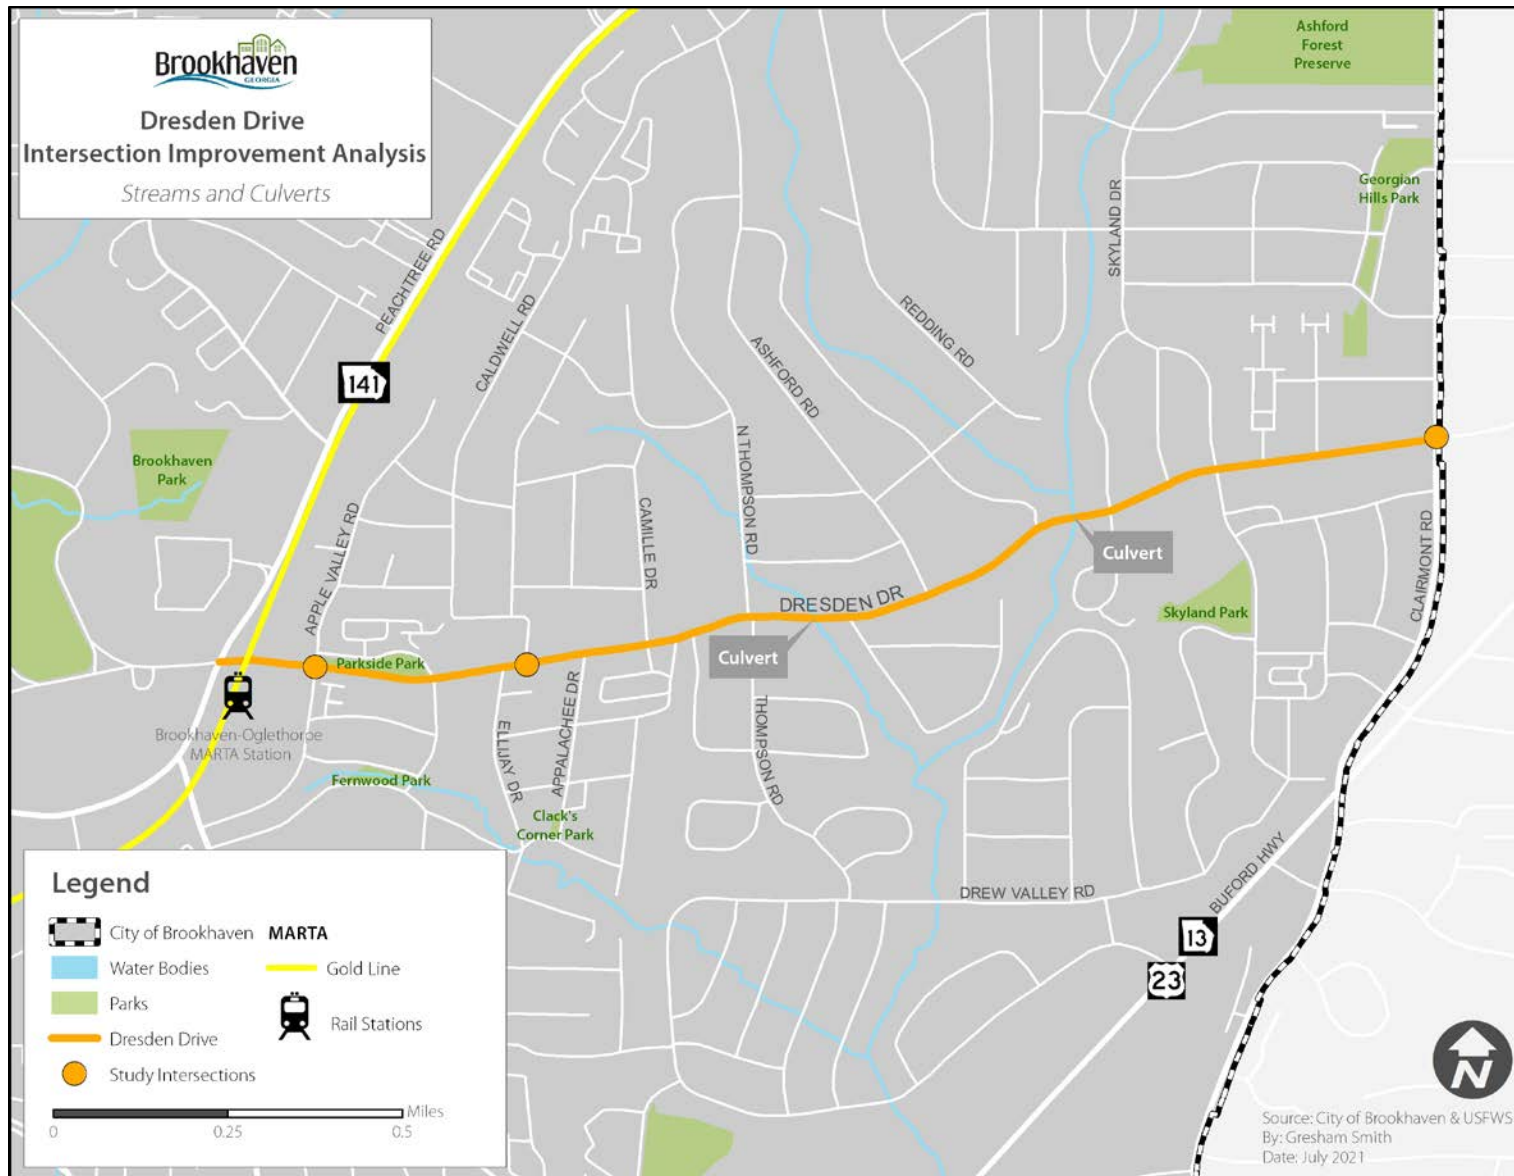 Brookhaven
GEORGIA
Dresden Drive
Intersection Improvement Analysis
Streams and Culverts
Ashford
Forest
Preserve
Georgian
Hills Park
SKYLAND DR
PEACHTREE RD
141
CALDWELL RD
REDDING RD
ASHFORD RD
N THOMPSON RD
Brookhaven
Park
APPLE VALLEY RD
CAMILLE DR
Culvert
CLAIRMONT RD
DRESDEN DR
Skyland Park
Culvert
Parkside Park
Brookhaven-Oglethorpe
MARTA Station
ELLIJAY DR
APPALACHEE DR
THOMPSON RD
Fernwood Park
Clack's
Corner Park
DREW VALLEY RD
BUFORD HWY
13
23
Legend
City of Brookhaven
MARTA
Water Bodies
Gold Line
Parks
Rail Stations
Dresden Drive
Study Intersections
Miles
0
0.25
0.5
N
Source: City of Brookhaven & USFWS
By: Gresham Smith
Date: July 2021